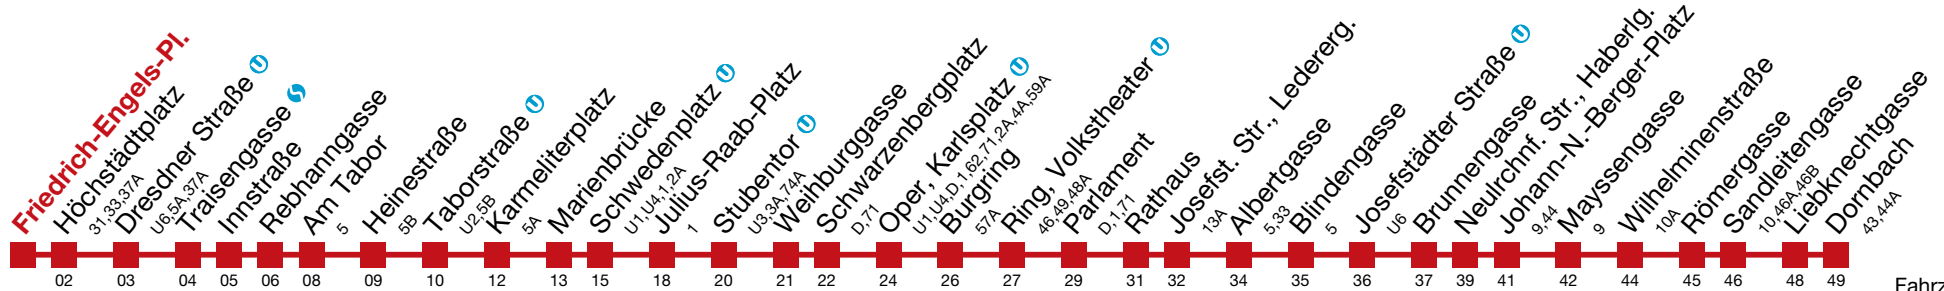 Friedrich-Engels-Pl.
Höchstädtplatz
31,33,37A
Dresdner Straße U
U6,5A,37A
Traisengasse S
Innstraße
Rebhanngasse
Am Tabor
5
Heinestraße
5B
Taborstraße U
U2,5B
Karmeliterplatz
5A
Marienbrücke
Schwedenplatz U
U1,U4,1,2A
Julius-Raab-Platz
1
Stubentor U
U3,3A,74A
Weihburggasse
Schwarzenbergplatz
D,71
Oper, Karlsplatz U
U1,U4,D,1,62,71,2A,4A,59A
Burgring
57A
Ring, Volkstheater U
46,49,48A
Parlament
D,1,71
Rathaus
Josefst. Str., Ledererg.
13A
Albertgasse
5,33
Blindengasse
5
Josefstädter Straße U
U6
Brunnengasse
Neulrchnf. Str., Haberlg.
Johann-N.-Berger-Platz
9,44
Mayssengasse
9
Wilhelminenstraße
10A
Römergasse
Sandleitengasse
10,46A,46B
Liebknechtgasse
Dornbach
43,44A
02 03 04 05 06 08 09 10 12 13 15 18 20 21 22 24 26 27 29 31 32 34 35 36 37 39 41 42 44 45 46 48 49 Fahrz